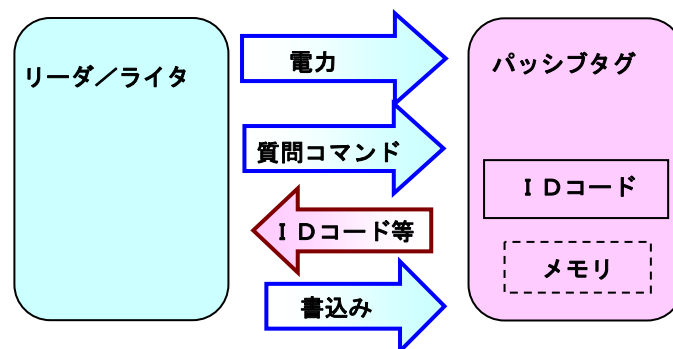 リーダ／ライタ
電力
パッシブタグ
質問コマンド
ＩＤコード
ＩＤコード等
メモリ
書込み